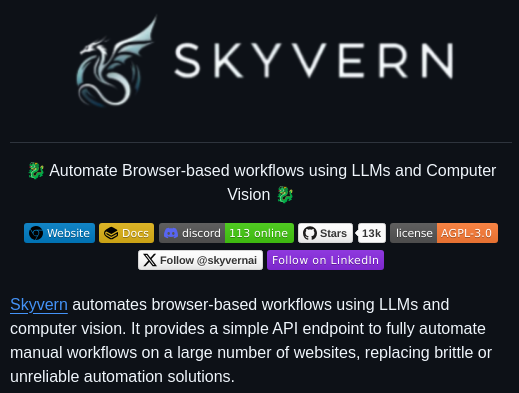 SKYVERN
🐉 Automate Browser-based workflows using LLMs and Computer
Vision 🐉
Website Docs discord 113 online Stars 13k license AGPL-3.0
Follow @skyvernai Follow on LinkedIn
Skyvern automates browser-based workflows using LLMs and
computer vision. It provides a simple API endpoint to fully automate
manual workflows on a large number of websites, replacing brittle or
unreliable automation solutions.